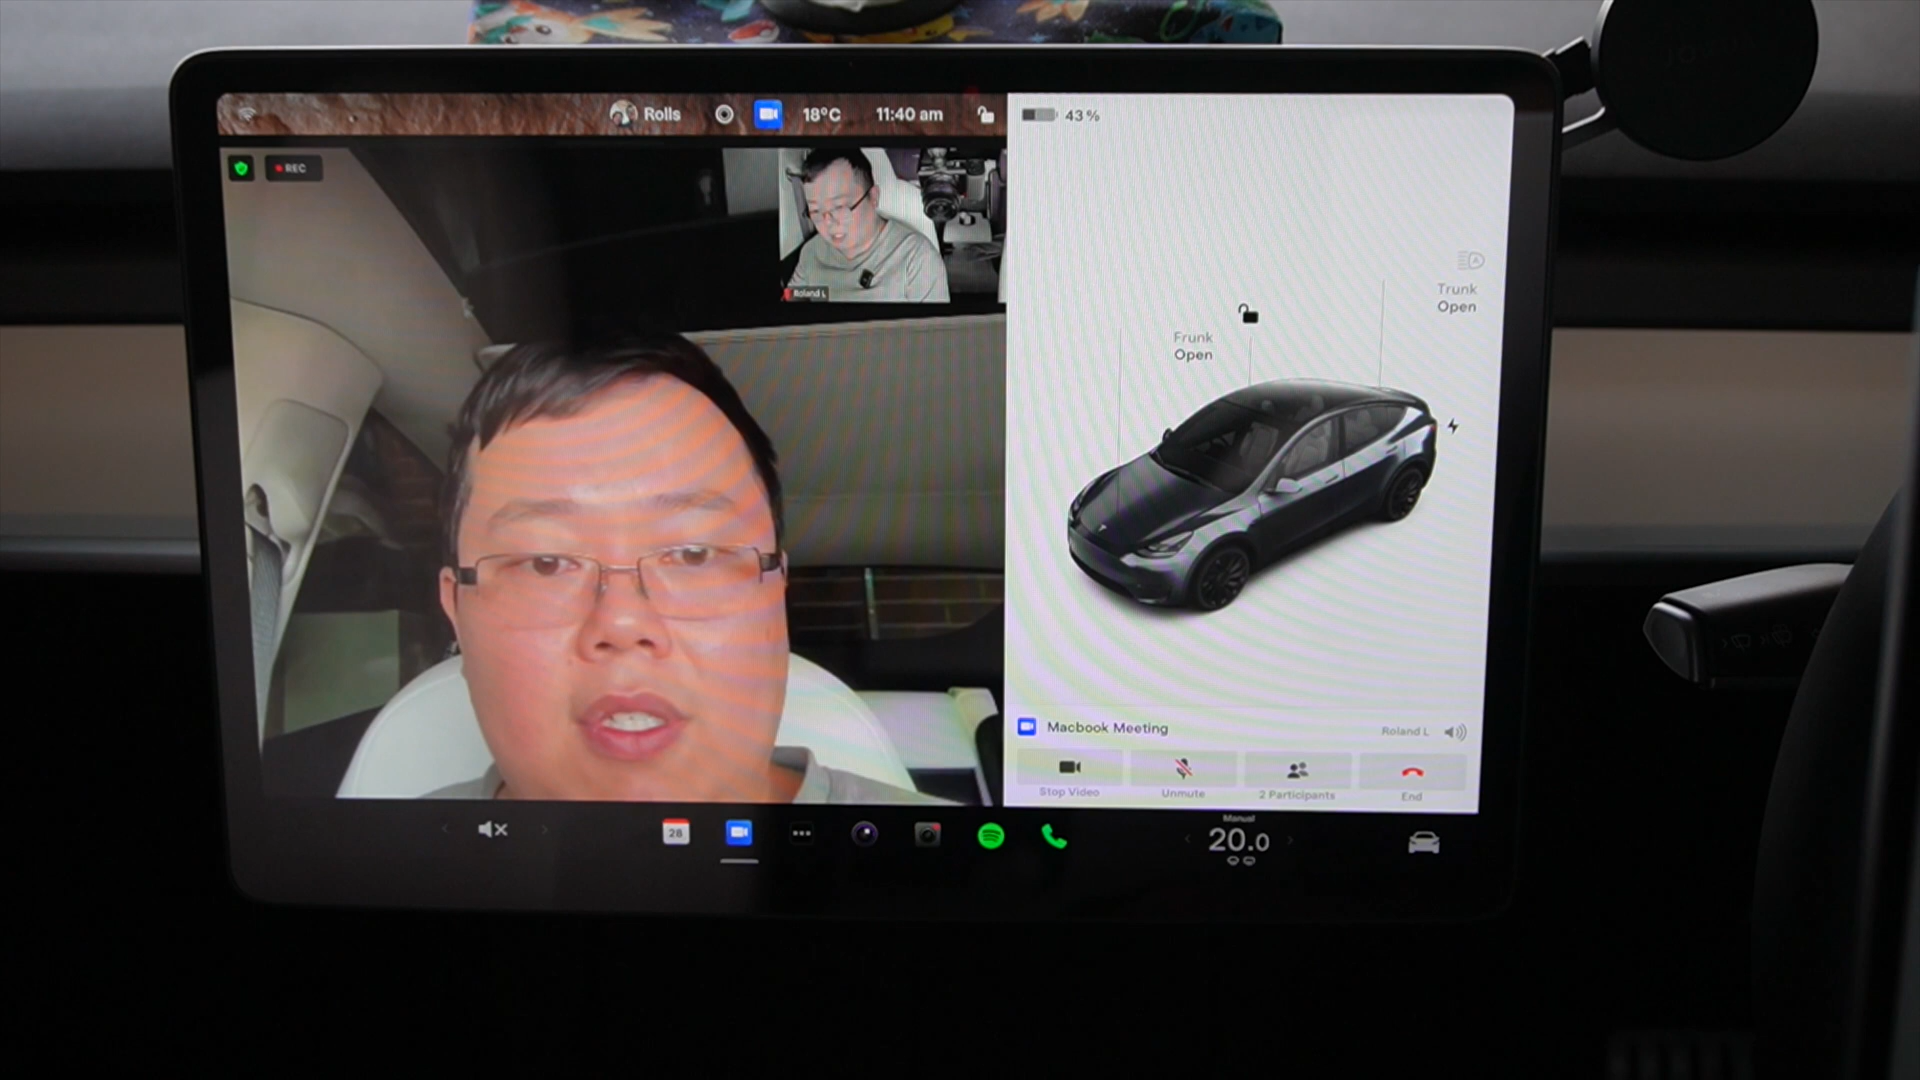 Rolls
18°C
11:40 am
43 %
REC
Roland L
Trunk
Open
Frunk
Open
Macbook Meeting
Roland L
Stop Video
Unmute
2 Participants
End
28
Manual
20.0